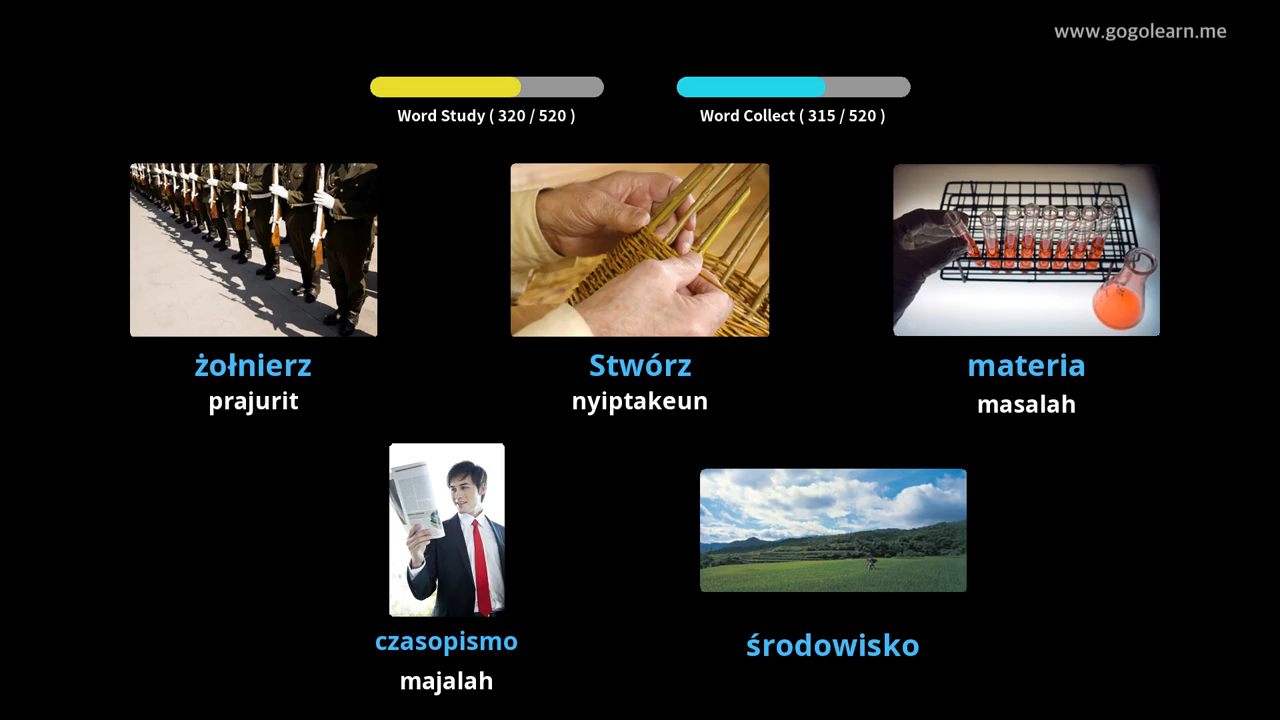 www.gogolearn.me
Word Study ( 320 / 520 )
Word Collect ( 315 / 520 )
żołnierz
prajurit
Stwórz
nyiptakeun
materia
masalah
czasopismo
majalah
środowisko